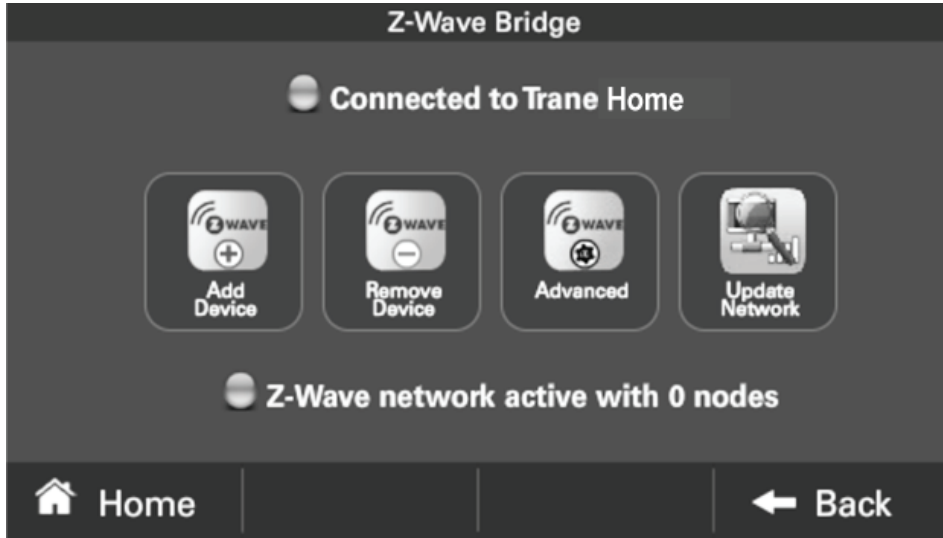 Z-Wave Bridge
Connected to Trane Home
Z WAVE
Add
Device
Z WAVE
Remove
Device
Z WAVE
Advanced
Update
Network
Z-Wave network active with 0 nodes
Home
Back